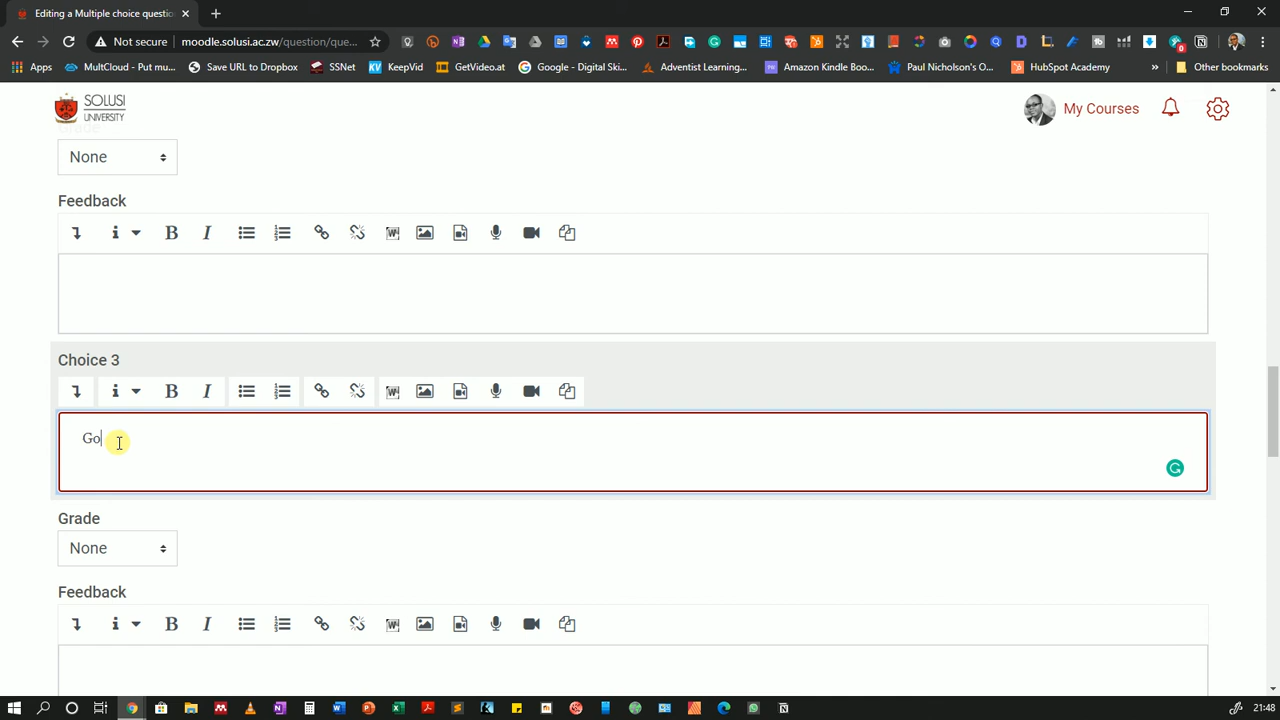 Editing a Multiple choice questio
Not secure
moodle.solusi.ac.zw/question/que...
Apps
MultCloud - Put mu...
Save URL to Dropbox
SSNet
KeepVid
GetVideo.at
Google - Digital Ski...
Adventist Learning...
Amazon Kindle Boo...
Paul Nicholson's O...
HubSpot Academy
»
Other bookmarks
SOLUSI
UNIVERSITY
My Courses
Grade
None
Feedback
Choice 3
Go
Grade
None
Feedback
21:48